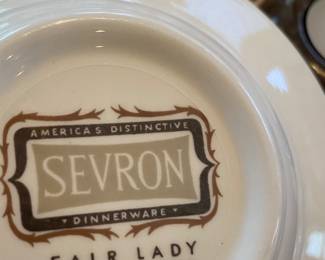 AMERICA'S DISTINCTIVE
SEVRON
DINNERWARE
FAIR LADY